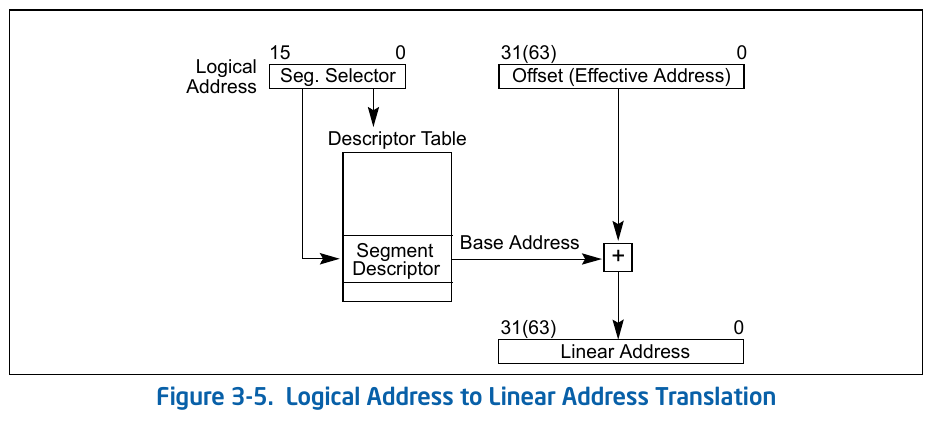 15 0 31(63) 0
Logical
Address
Seg. Selector
Offset (Effective Address)
Descriptor Table
Segment
Descriptor
Base Address
+
31(63) 0
Linear Address
Figure 3-5. Logical Address to Linear Address Translation